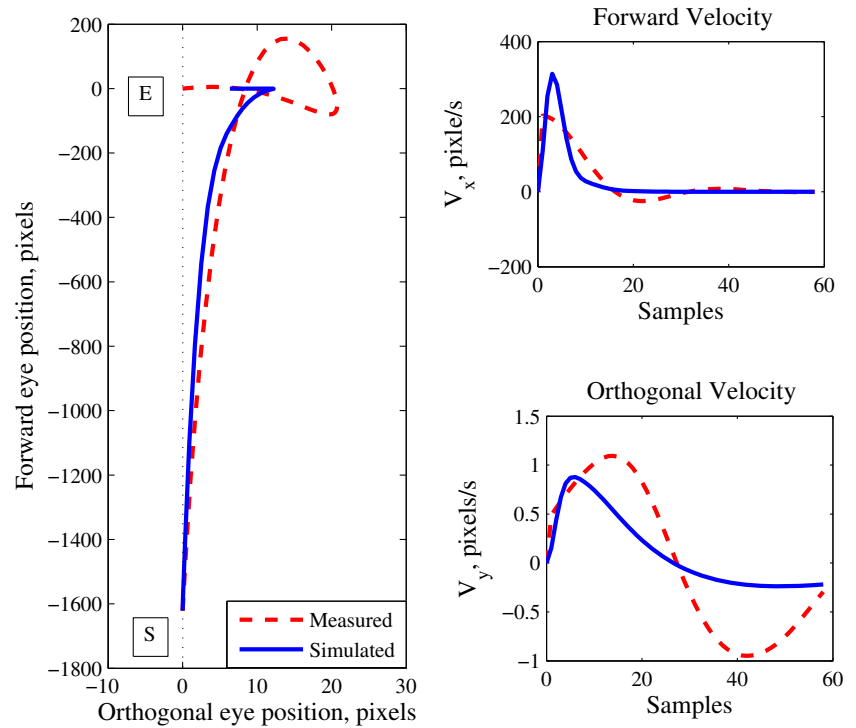 200
0
−200
−400
−600
−800
−1000
−1200
−1400
−1600
−1800
−10
0
10
20
30
Forward eye position, pixels
Orthogonal eye position, pixels
E
S
Measured
Simulated
Forward Velocity
400
200
0
−200
0
20
40
60
V_x, pixle/s
Samples
Orthogonal Velocity
1.5
1
0.5
0
−0.5
−1
0
20
40
60
V_y, pixels/s
Samples